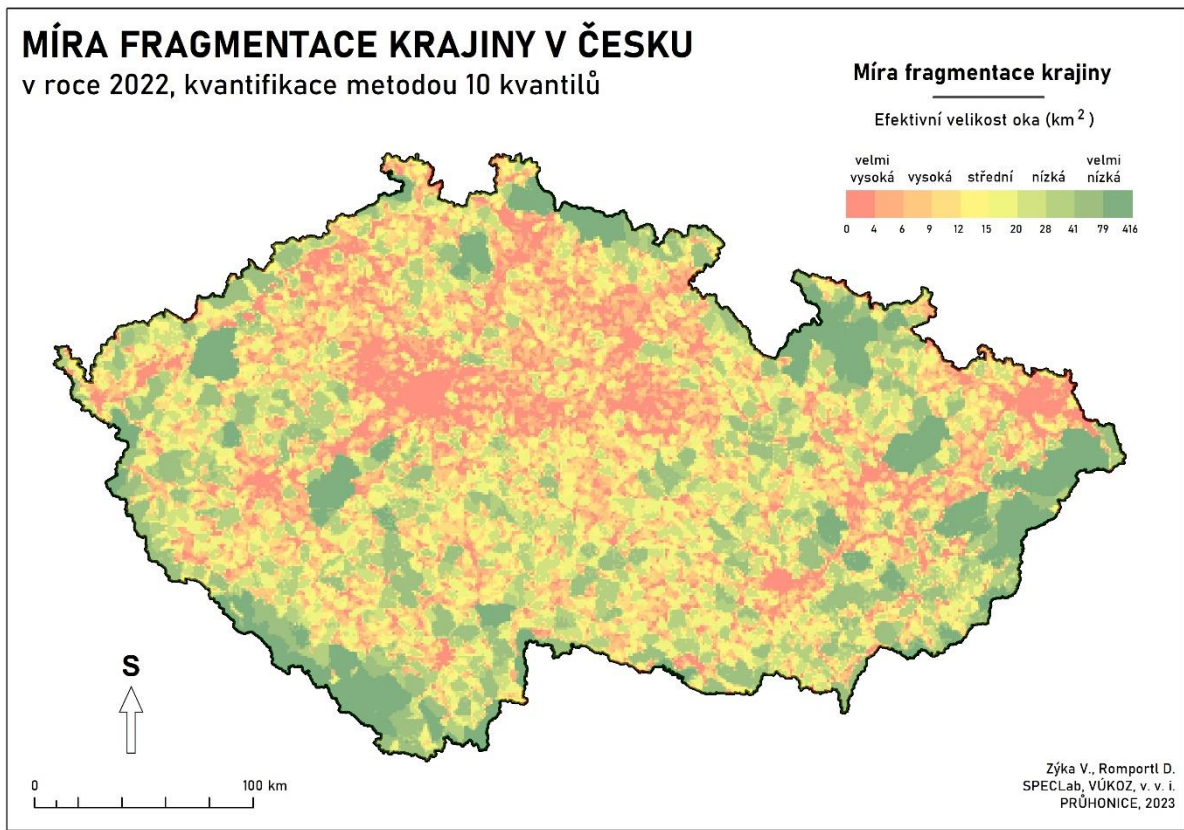 MÍRA FRAGMENTACE KRAJINY V ČESKU
v roce 2022, kvantifikace metodou 10 kvantilů
Míra fragmentace krajiny
Efektivní velikost oka (km²)
velmi vysoká
vysoká
střední
nízká
velmi nízká
0 4 6 9 12 15 20 28 41 79 416
S
0 100 km
Zýka V., Romportl D.
SPECLab, VÚKOZ, v. v. i.
PRŮHONICE, 2023